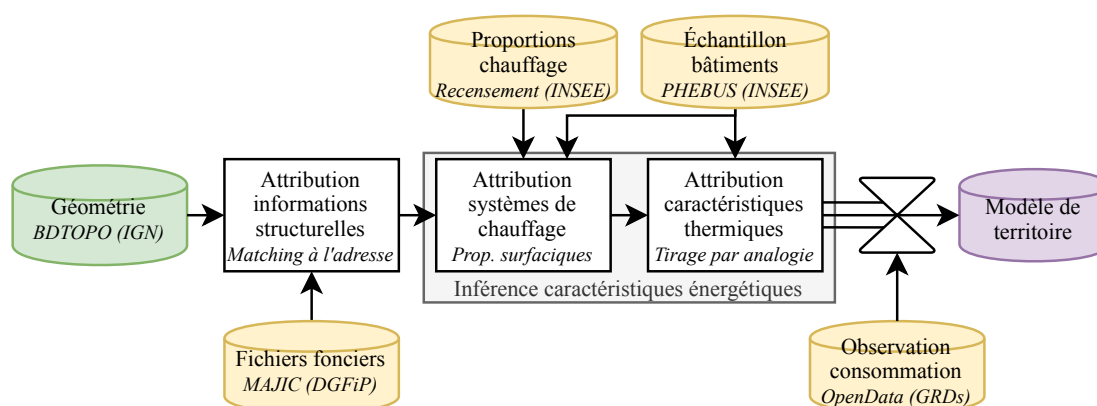 Proportions
chauffage
Recensement (INSEE)
Échantillon
bâtiments
PHEBUS (INSEE)
Géométrie
BDTOPO (IGN)
Attribution
informations
structurelles
Matching à l'adresse
Attribution
systèmes de
chauffage
Prop. surfaciques
Attribution
caractéristiques
thermiques
Tirage par analogie
Modèle de
territoire
Inférence caractéristiques énergétiques
Fichiers fonciers
MAJIC (DGFiP)
Observation
consommation
OpenData (GRDs)